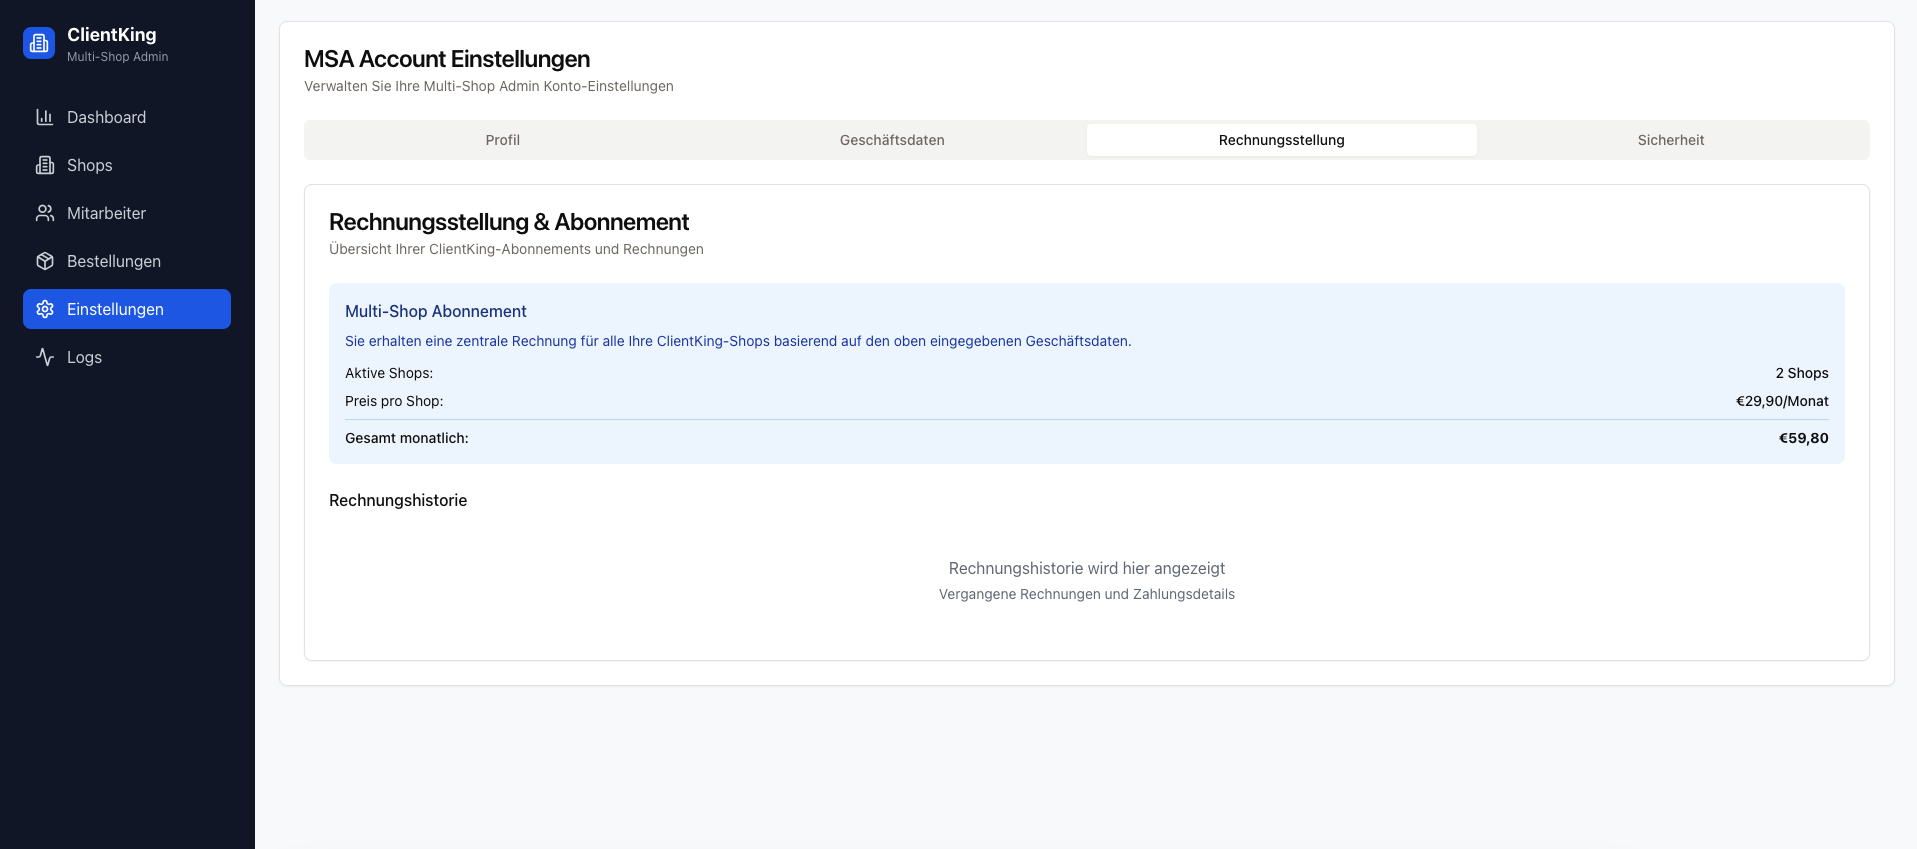 ClientKing
Multi-Shop Admin
Dashboard
Shops
Mitarbeiter
Bestellungen
Einstellungen
Logs
MSA Account Einstellungen
Verwalten Sie Ihre Multi-Shop Admin Konto-Einstellungen
Profil
Geschäftsdaten
Rechnungsstellung
Sicherheit
Rechnungsstellung & Abonnement
Übersicht Ihrer ClientKing-Abonnements und Rechnungen
Multi-Shop Abonnement
Sie erhalten eine zentrale Rechnung für alle Ihre ClientKing-Shops basierend auf den oben eingegebenen Geschäftsdaten.
Aktive Shops: 2 Shops
Preis pro Shop: €29,90/Monat
Gesamt monatlich: €59,80
Rechnungshistorie
Rechnungshistorie wird hier angezeigt
Vergangene Rechnungen und Zahlungsdetails